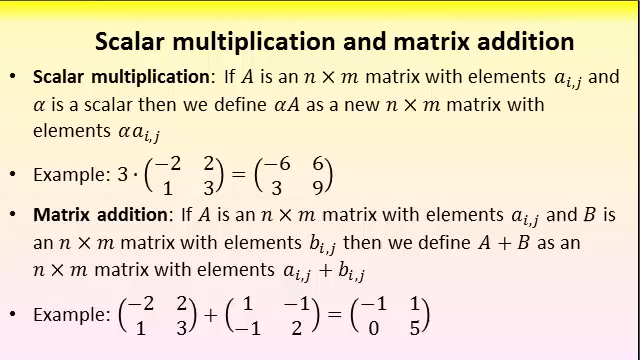 Scalar multiplication and matrix addition
• Scalar multiplication: If A is an n × m matrix with elements a_{i,j} and
α is a scalar then we define αA as a new n × m matrix with
elements αa_{i,j}
• Example: 3 · (−2 2; 1 3) = (−6 6; 3 9)
• Matrix addition: If A is an n × m matrix with elements a_{i,j} and B is
an n × m matrix with elements b_{i,j} then we define A + B as an
n × m matrix with elements a_{i,j} + b_{i,j}
• Example: (−2 2; 1 3) + (1 −1; −1 2) = (−1 1; 0 5)